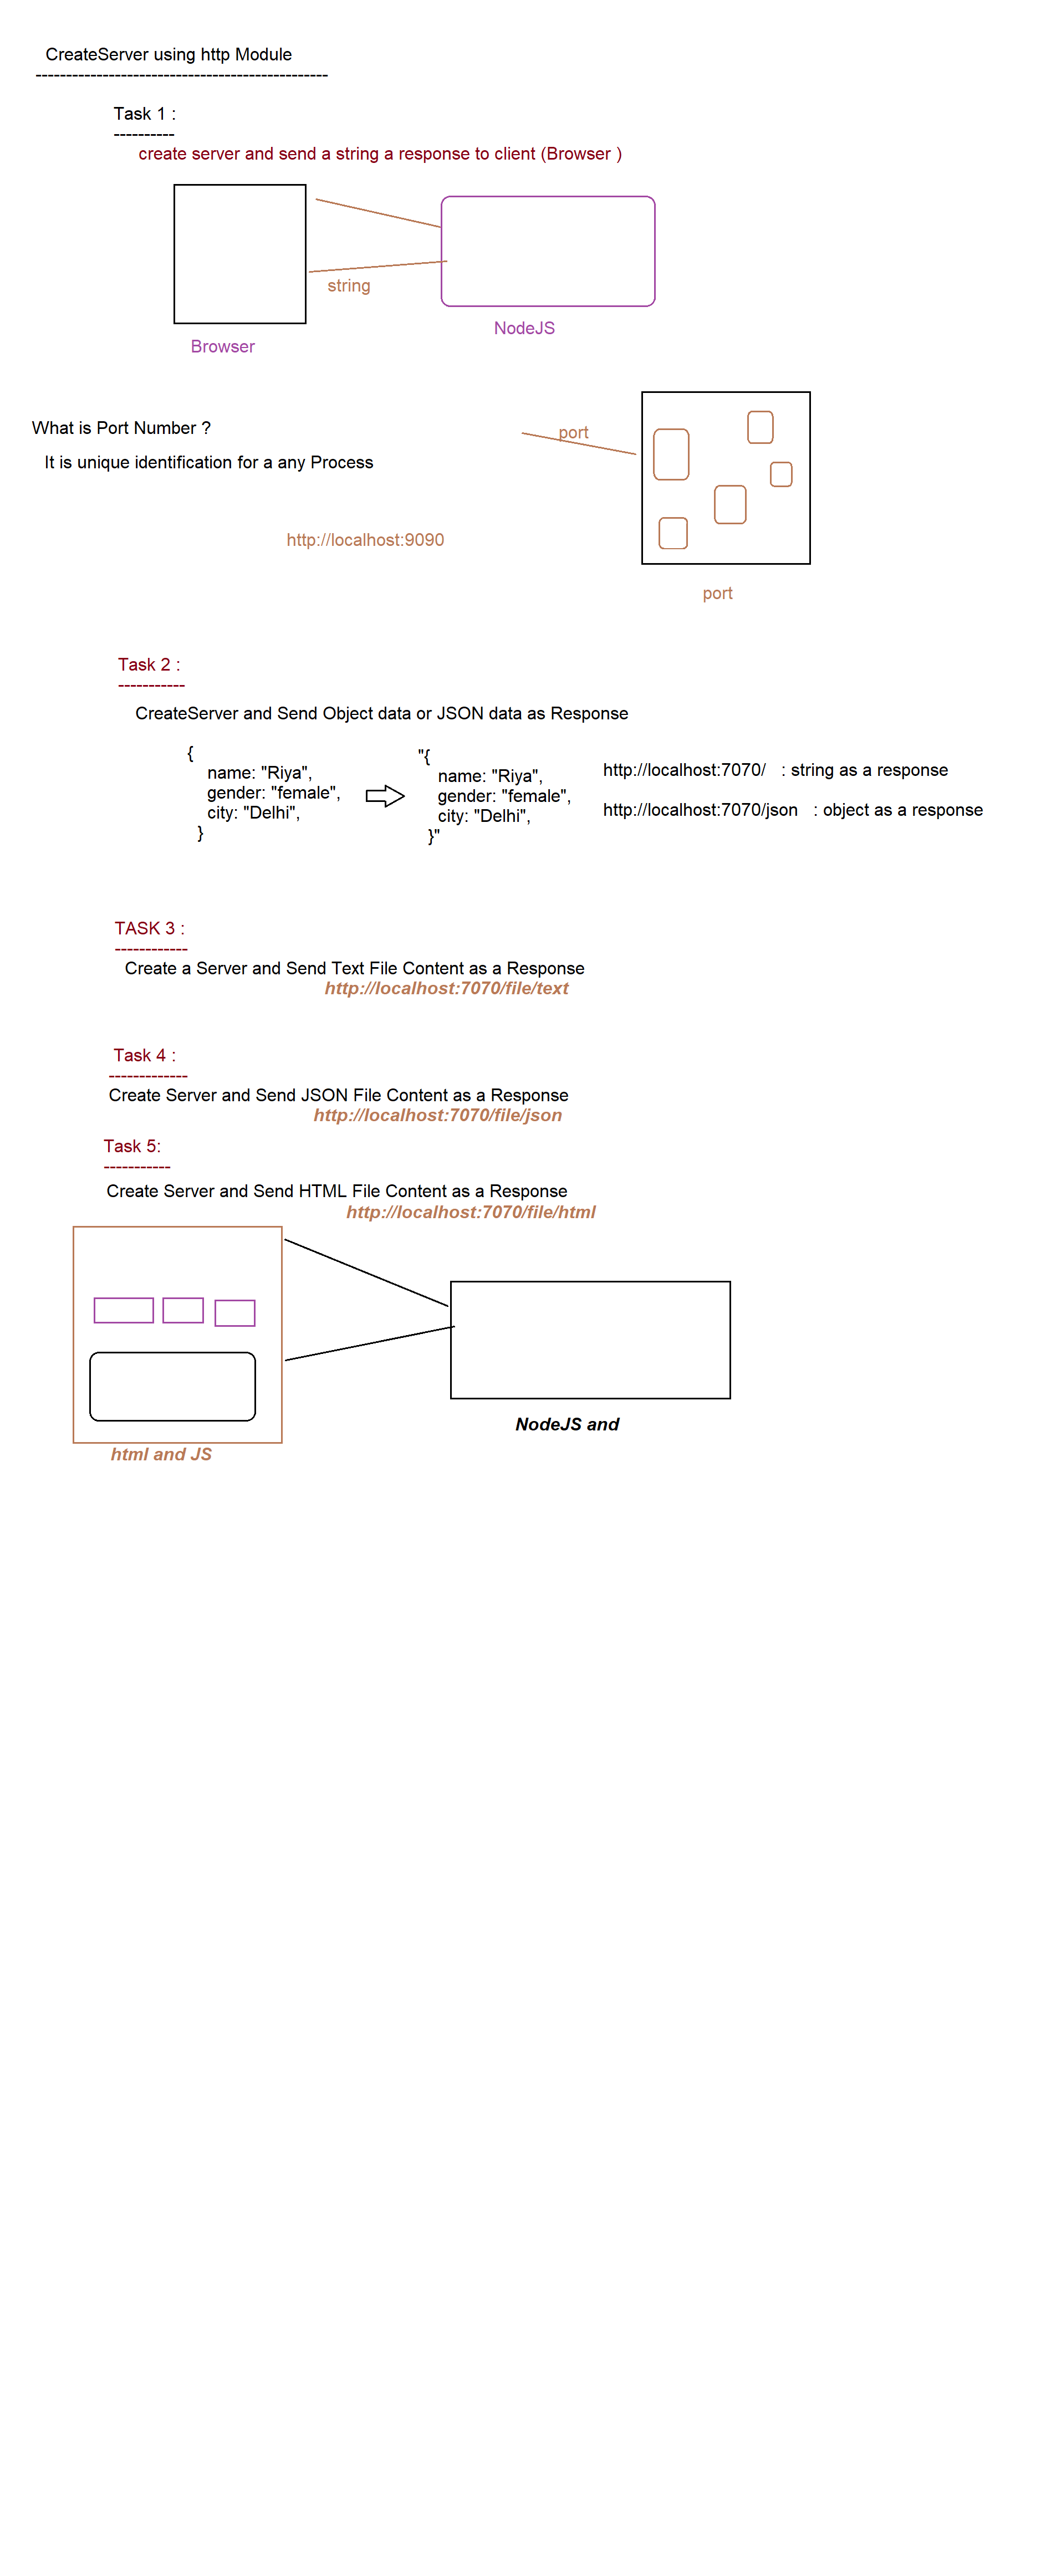 CreateServer using http Module
------------------------------------------------
Task 1 :
----------
create server and send a string a response to client (Browser )
string
NodeJS
Browser
What is Port Number ?
port
It is unique identification for a any Process
http://localhost:9090
port
Task 2 :
-----------
CreateServer and Send Object data or JSON data as Response
{
name: "Riya",
gender: "female",
city: "Delhi",
}
"{
name: "Riya",
gender: "female",
city: "Delhi",
}"
http://localhost:7070/ : string as a response
http://localhost:7070/json : object as a response
TASK 3 :
------------
Create a Server and Send Text File Content as a Response
http://localhost:7070/file/text
Task 4 :
-------------
Create Server and Send JSON File Content as a Response
http://localhost:7070/file/json
Task 5:
-----------
Create Server and Send HTML File Content as a Response
http://localhost:7070/file/html
NodeJS and
html and JS